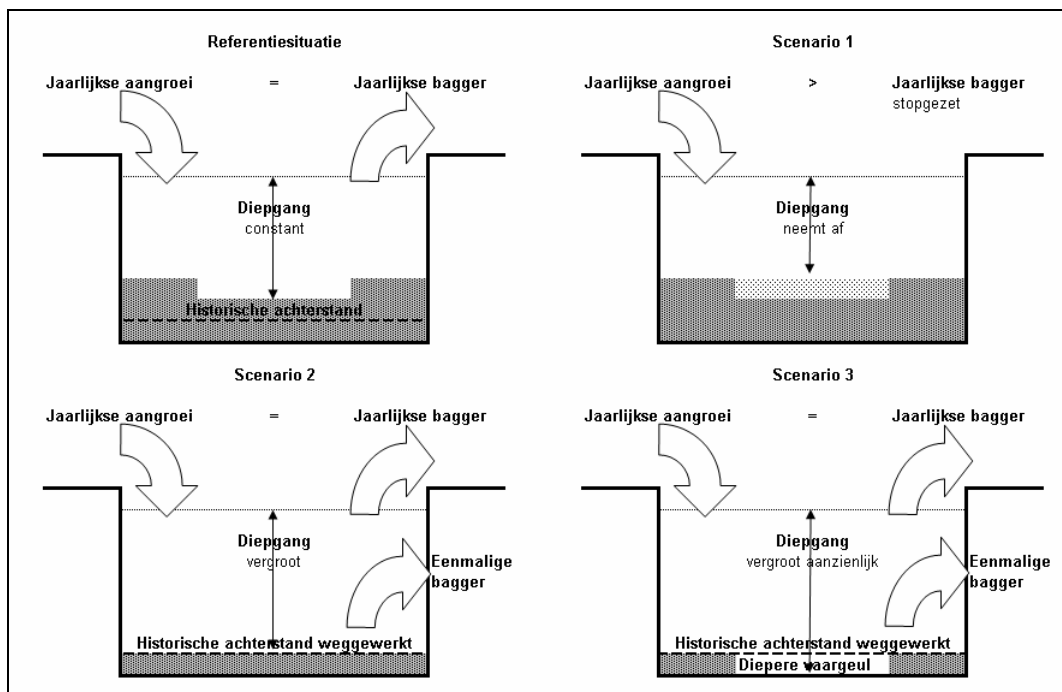 Referentiesituatie
Jaarlijkse aangroei = Jaarlijkse bagger
Diepgang
constant
Historische achterstand
Scenario 1
Jaarlijkse aangroei > Jaarlijkse bagger
stopgezet
Diepgang
neemt af
Scenario 2
Jaarlijkse aangroei = Jaarlijkse bagger
Diepgang
vergroot
Eenmalige
bagger
Historische achterstand weggewerkt
Scenario 3
Jaarlijkse aangroei = Jaarlijkse bagger
Diepgang
vergroot aanzienlijk
Eenmalige
bagger
Historische achterstand weggewerkt
Diepere vaargeul